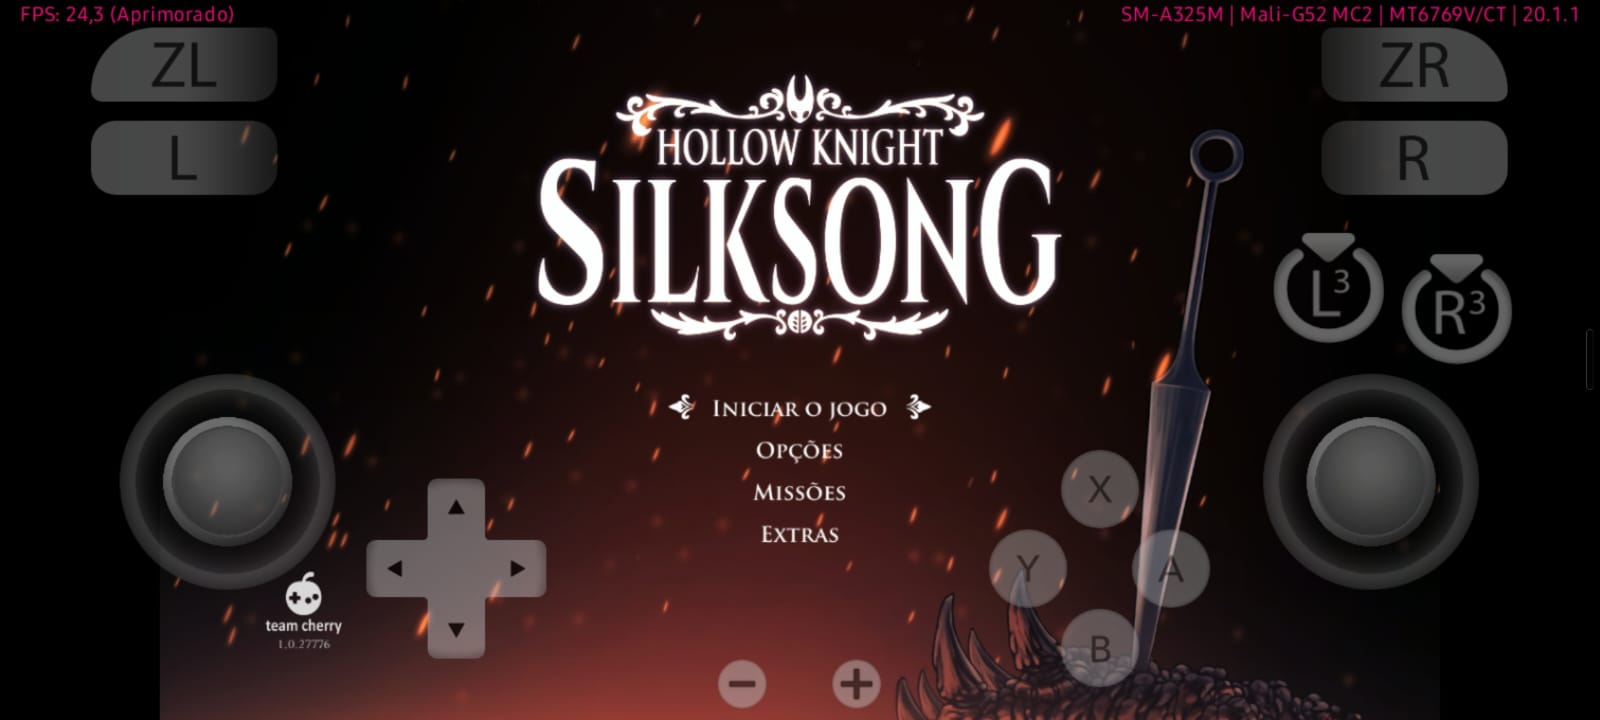 FPS: 24,3 (Aprimorado)
SM-A325M | Mali-G52 MC2 | MT6769V/CT | 20.1.1
ZL
ZR
L
R
HOLLOW KNIGHT
SILKSONG
L3
R3
INICIAR O JOGO
OPÇÕES
MISSÕES
EXTRAS
X
Y
A
B
team cherry
1.0.27776